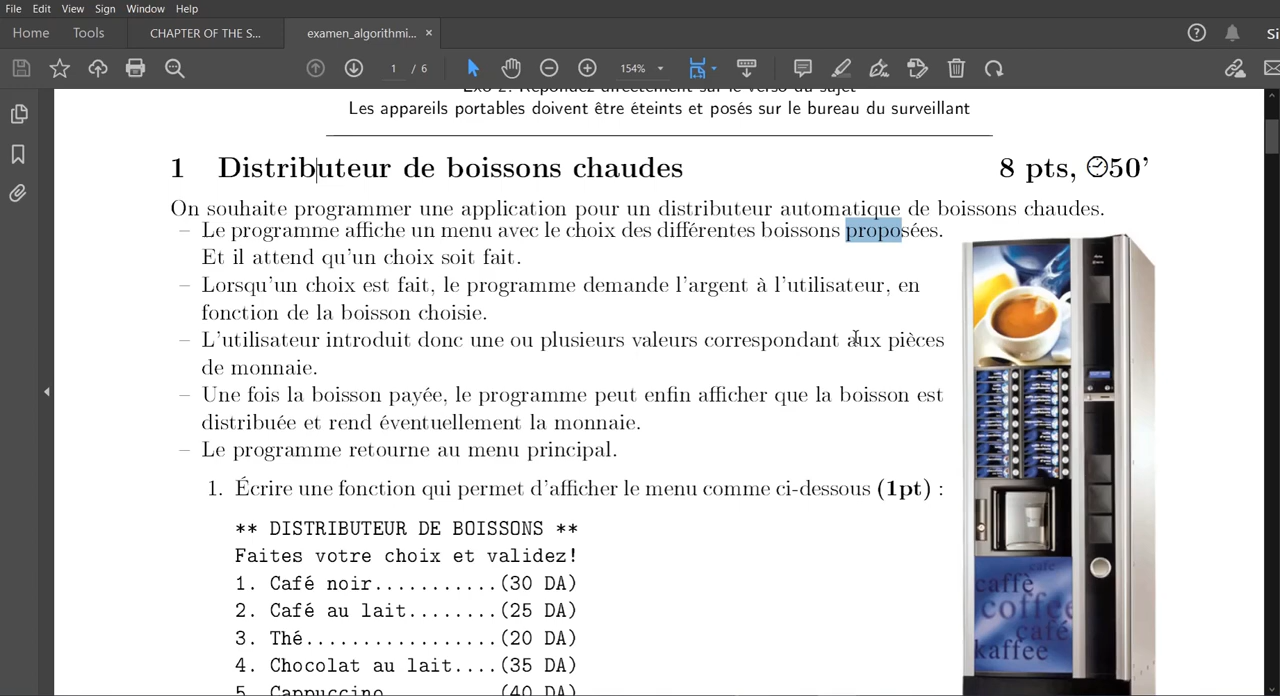 File Edit View Sign Window Help
Home Tools CHAPTER OF THE S... examen_algorithmi... × Si
1 / 6 154%
Exo 2: Répondez directement sur le verso du sujet
Les appareils portables doivent être éteints et posés sur le bureau du surveillant
1 Distributeur de boissons chaudes 8 pts, 50'
On souhaite programmer une application pour un distributeur automatique de boissons chaudes.
– Le programme affiche un menu avec le choix des différentes boissons proposées.
Et il attend qu'un choix soit fait.
– Lorsqu'un choix est fait, le programme demande l'argent à l'utilisateur, en
fonction de la boisson choisie.
– L'utilisateur introduit donc une ou plusieurs valeurs correspondant aux pièces
de monnaie.
– Une fois la boisson payée, le programme peut enfin afficher que la boisson est
distribuée et rend éventuellement la monnaie.
– Le programme retourne au menu principal.
1. Écrire une fonction qui permet d'afficher le menu comme ci-dessous (1pt) :
** DISTRIBUTEUR DE BOISSONS **
Faites votre choix et validez!
1. Café noir...........(30 DA)
2. Café au lait........(25 DA)
3. Thé.................(20 DA)
4. Chocolat au lait....(35 DA)
5. Cappuccino..........(40 DA)
cafe
caffè
coffee
café
kaffee